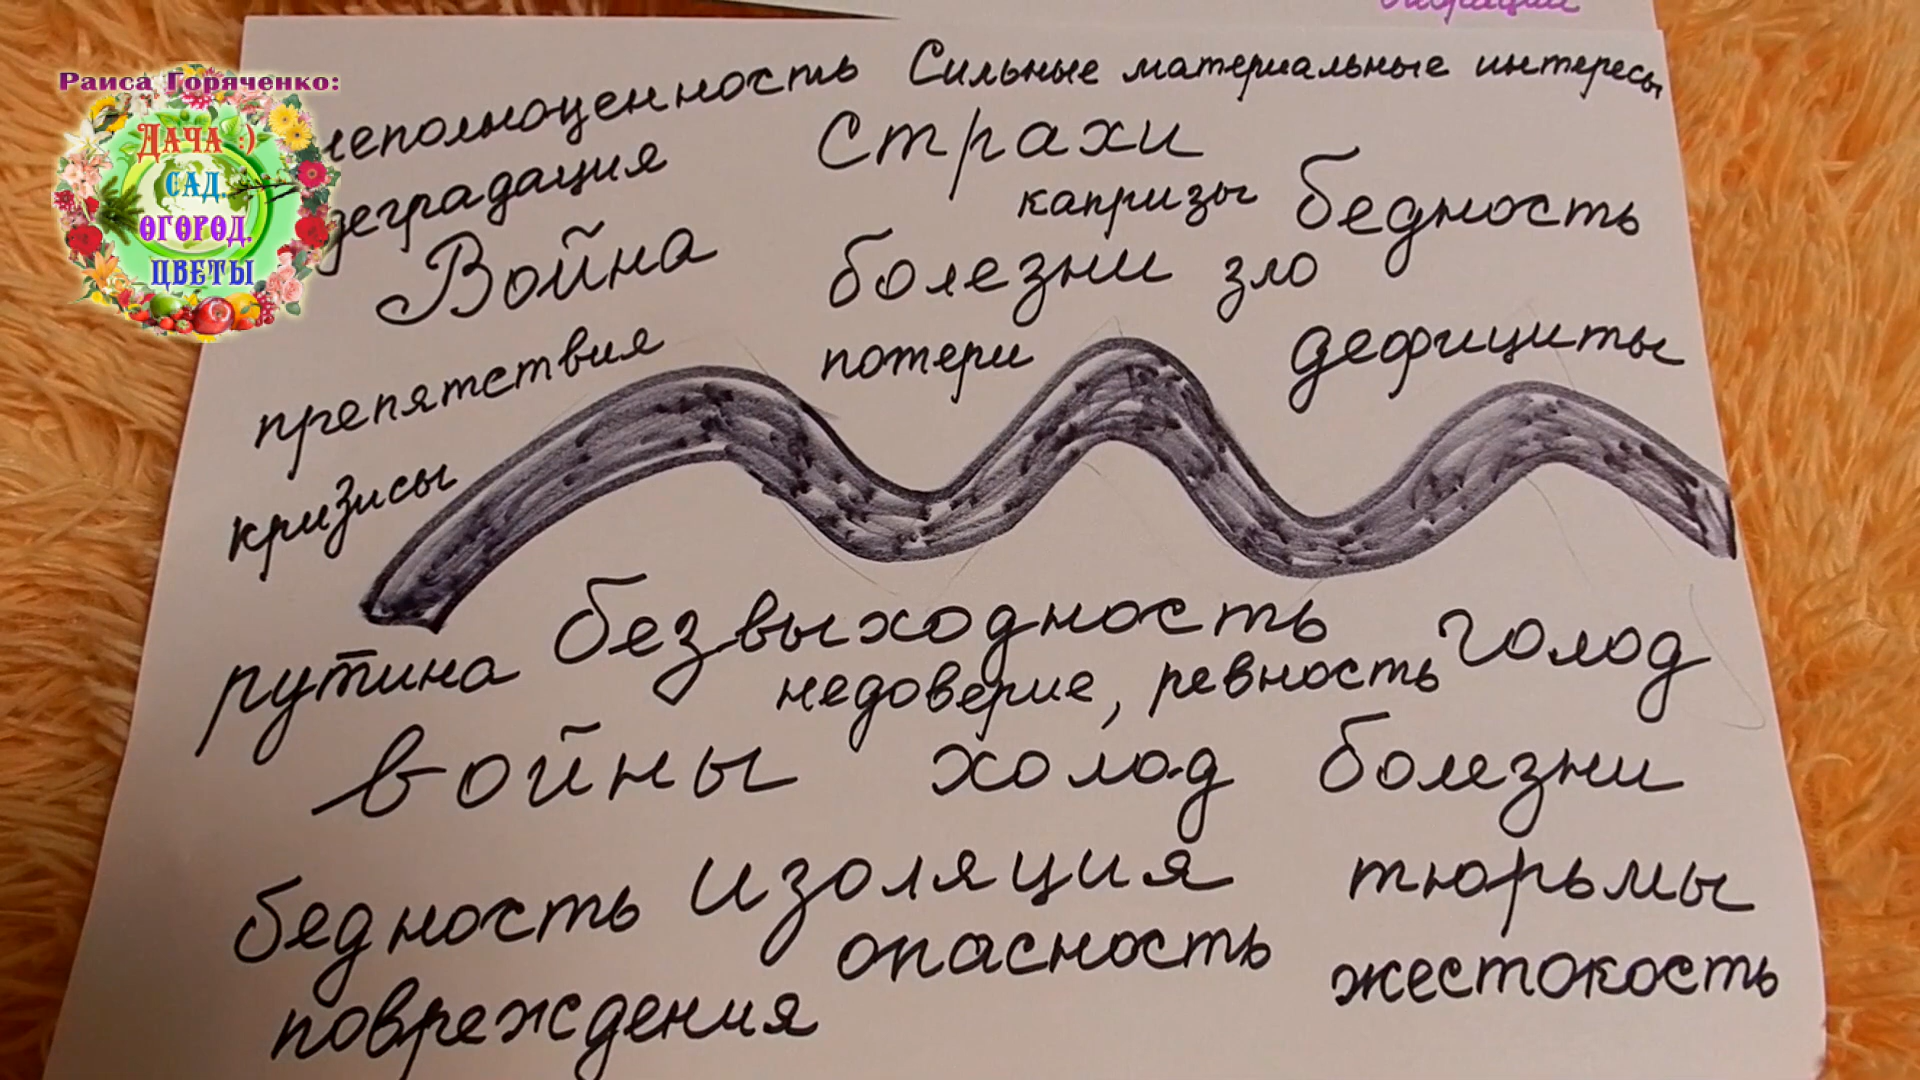 вибрации
Раиса Горяченко:
Дача :)
САД.
ОГОРОД.
ЦВЕТЫ
неполноценность Сильные материальные интересы
деградация Страхи
капризы бедность
Война болезни зло
препятствия потери дефициты
кризисы
рутина безвыходность голод
недоверие, ревность
войны холод болезни
бедность изоляция тюрьмы
повреждения опасность жестокость